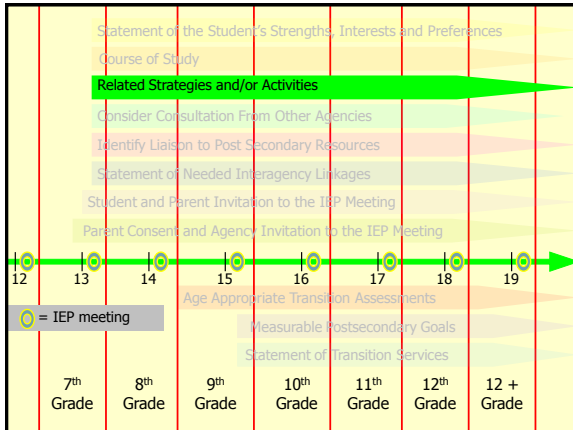 Statement of the Student's Strengths, Interests and Preferences
Course of Study
Related Strategies and/or Activities
Consider Consultation From Other Agencies
Identify Liaison to Post Secondary Resources
Statement of Needed Interagency Linkages
Student and Parent Invitation to the IEP Meeting
Parent Consent and Agency Invitation to the IEP Meeting
12 13 14 15 16 17 18 19
Age Appropriate Transition Assessments
= IEP meeting
Measurable Postsecondary Goals
Statement of Transition Services
7th 8th 9th 10th 11th 12th 12 +
Grade Grade Grade Grade Grade Grade Grade